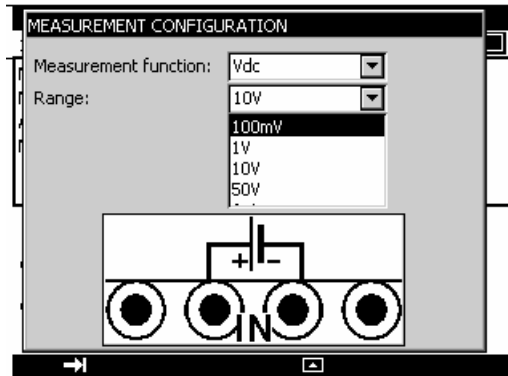 MEASUREMENT CONFIGURATION
Measurement function: Vdc
Range: 10V
100mV
1V
10V
50V
+ -
IN